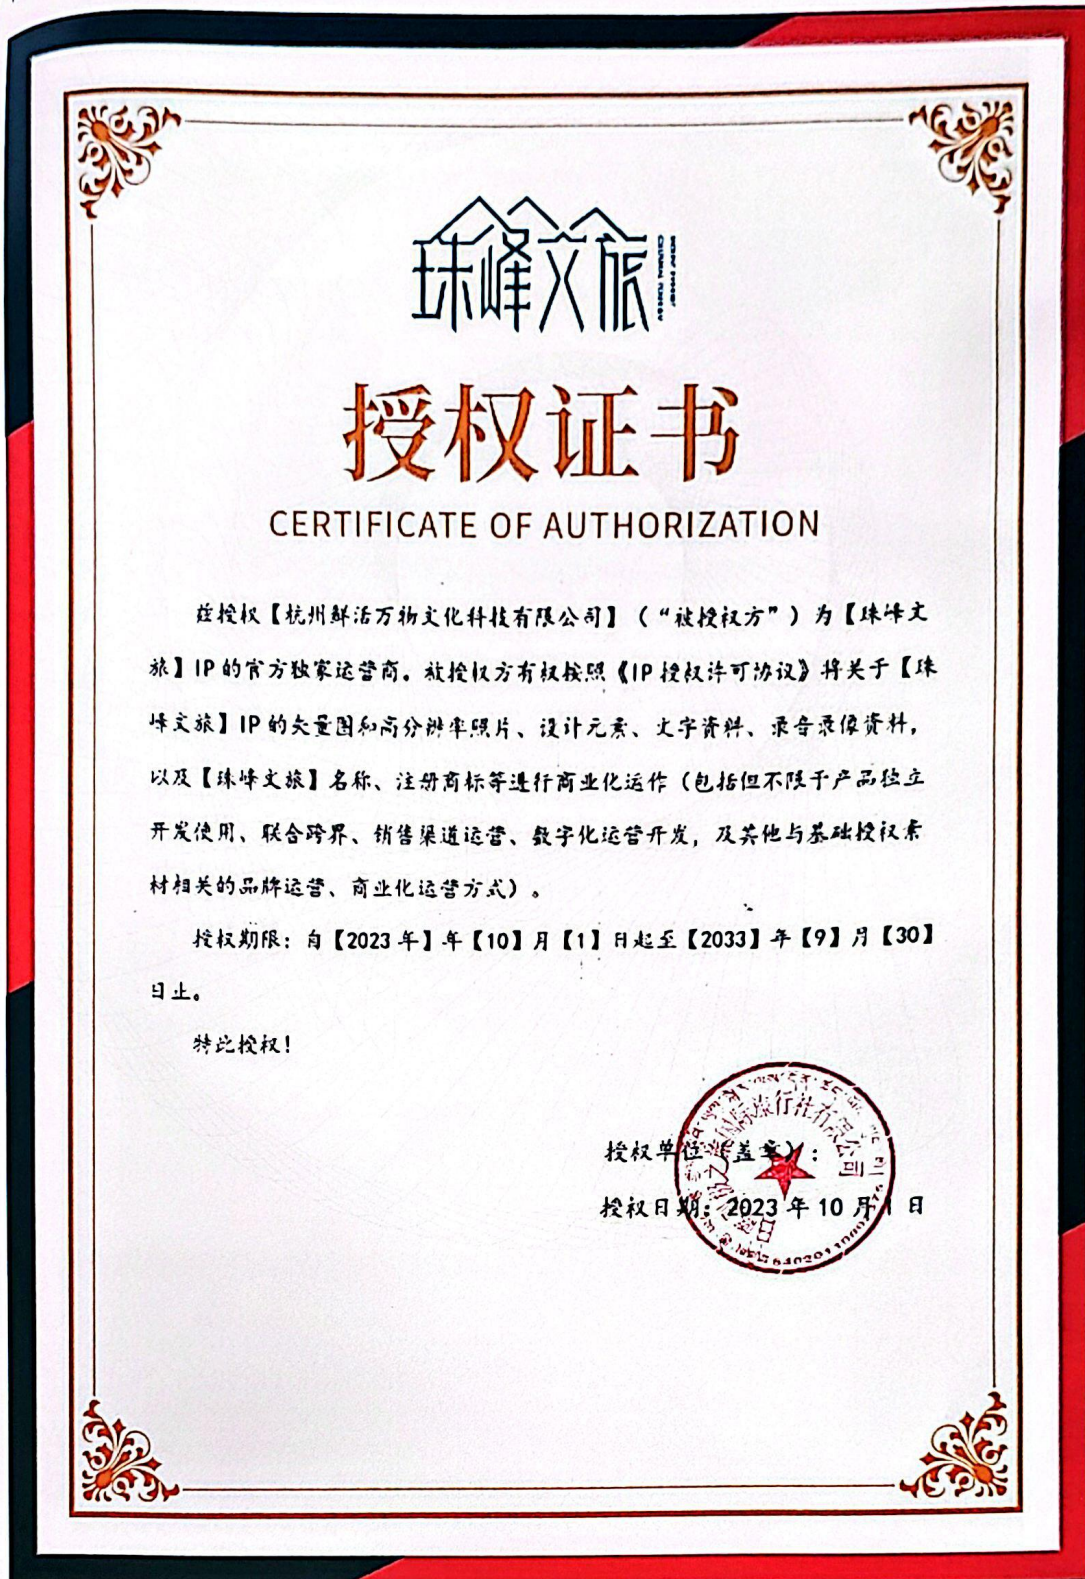 珠峰文旅
授权证书
CERTIFICATE OF AUTHORIZATION
兹授权【杭州鲜活万物文化科技有限公司】（“被授权方”）为【珠峰文
旅】IP的官方独家运营商。被授权方有权按照《IP授权许可协议》将关于【珠
峰文旅】IP的矢量图和高分辨率照片、设计元素、文字资料、录音录像资料，
以及【珠峰文旅】名称、注册商标等进行商业化运作（包括但不限于产品独立
开发使用、联合跨界、销售渠道运营、数字化运营开发，及其他与基础授权素
材相关的品牌运营、商业化运营方式）。
授权期限：自【2023年】年【10】月【1】日起至【2033】年【9】月【30】
日止。
特此授权！
授权单位（盖章）：
授权日期：2023年10月1日
国际旅行社有限公司